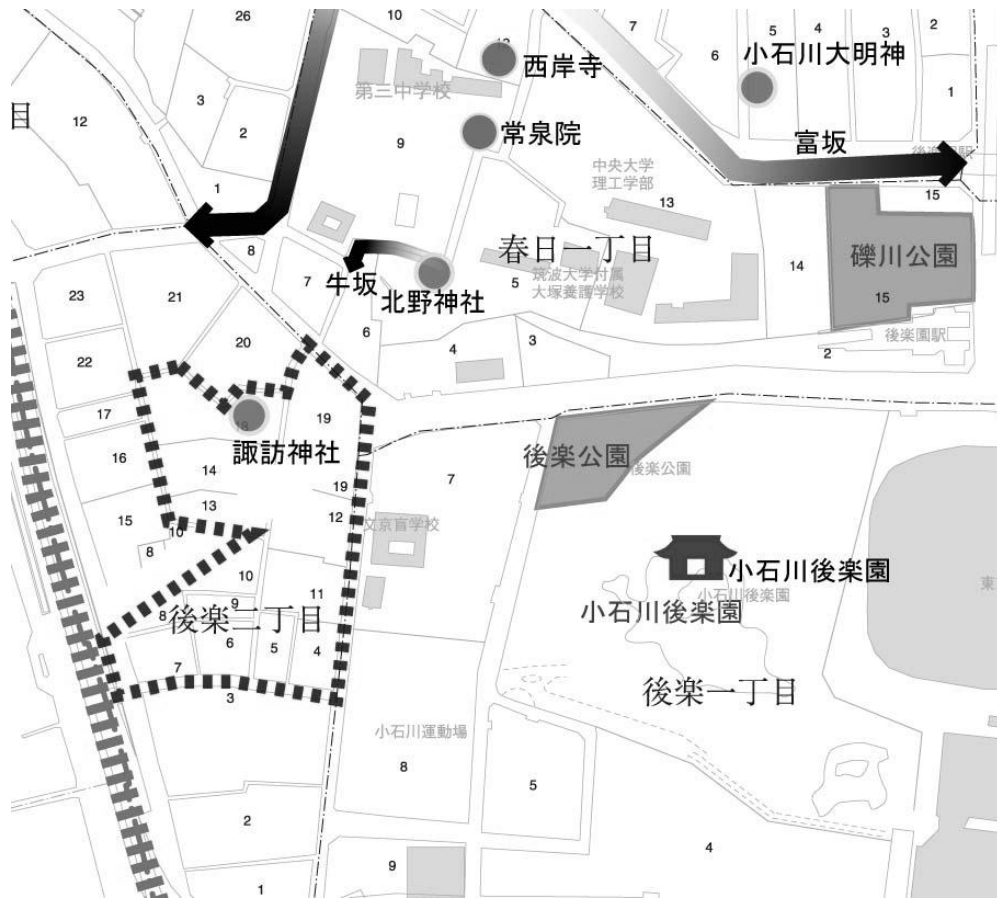 26
10
7
6
5
4
3
2
西岸寺
小石川大明神
第三中学校
目
12
3
2
9
1
常泉院
富坂
中央大学
理工学部
13
15
1
春日一丁目
礫川公園
14
15
8
7
牛坂
北野神社
5
筑波大学付属
大塚養護学校
23
21
6
後楽園駅
20
4
3
2
22
17
18
19
諏訪神社
16
14
7
後楽公園
後楽公園
19
13
12
15
10
8
文京盲学校
小石川後楽園
小石川後楽園
小石川後楽園
東
10
9
11
8
後楽二丁目
6
5
4
7
3
後楽一丁目
小石川運動場
8
5
2
4
9
1